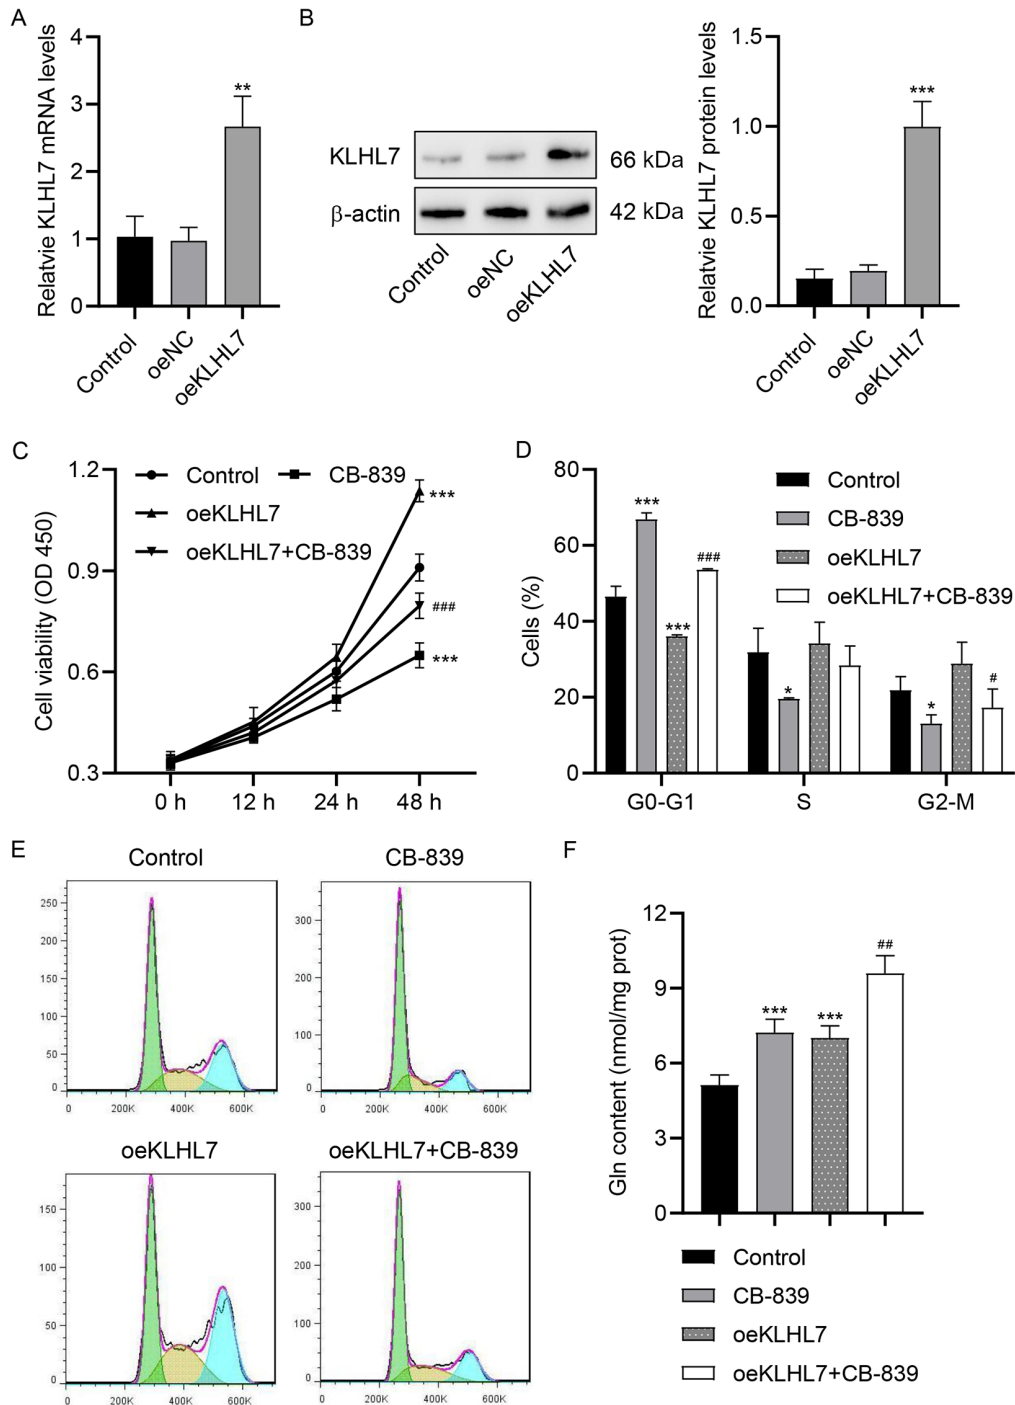 A
Relatvie KLHL7 mRNA levels
4
3
2
1
0
**
Control
oeNC
oeKLHL7
B
KLHL7
66 kDa
β-actin
42 kDa
Control
oeNC
oeKLHL7
Relatvie KLHL7 protein levels
1.5
1.0
0.5
0.0
***
Control
oeNC
oeKLHL7
C
Cell viability (OD 450)
1.2
0.9
0.6
0.3
Control
CB-839
oeKLHL7
oeKLHL7+CB-839
***
###
***
0 h
12 h
24 h
48 h
D
Cells (%)
80
60
40
20
0
Control
CB-839
oeKLHL7
oeKLHL7+CB-839
***
***
###
*
*
#
G0-G1
S
G2-M
E
Control
250
200
150
100
50
0
0 200K 400K 600K
CB-839
300
200
100
0
0 200K 400K 600K
oeKLHL7
150
100
50
0
0 200K 400K 600K
oeKLHL7+CB-839
300
200
100
0
0 200K 400K 600K
F
Gln content (nmol/mg prot)
12
9
6
3
0
***
***
##
Control
CB-839
oeKLHL7
oeKLHL7+CB-839